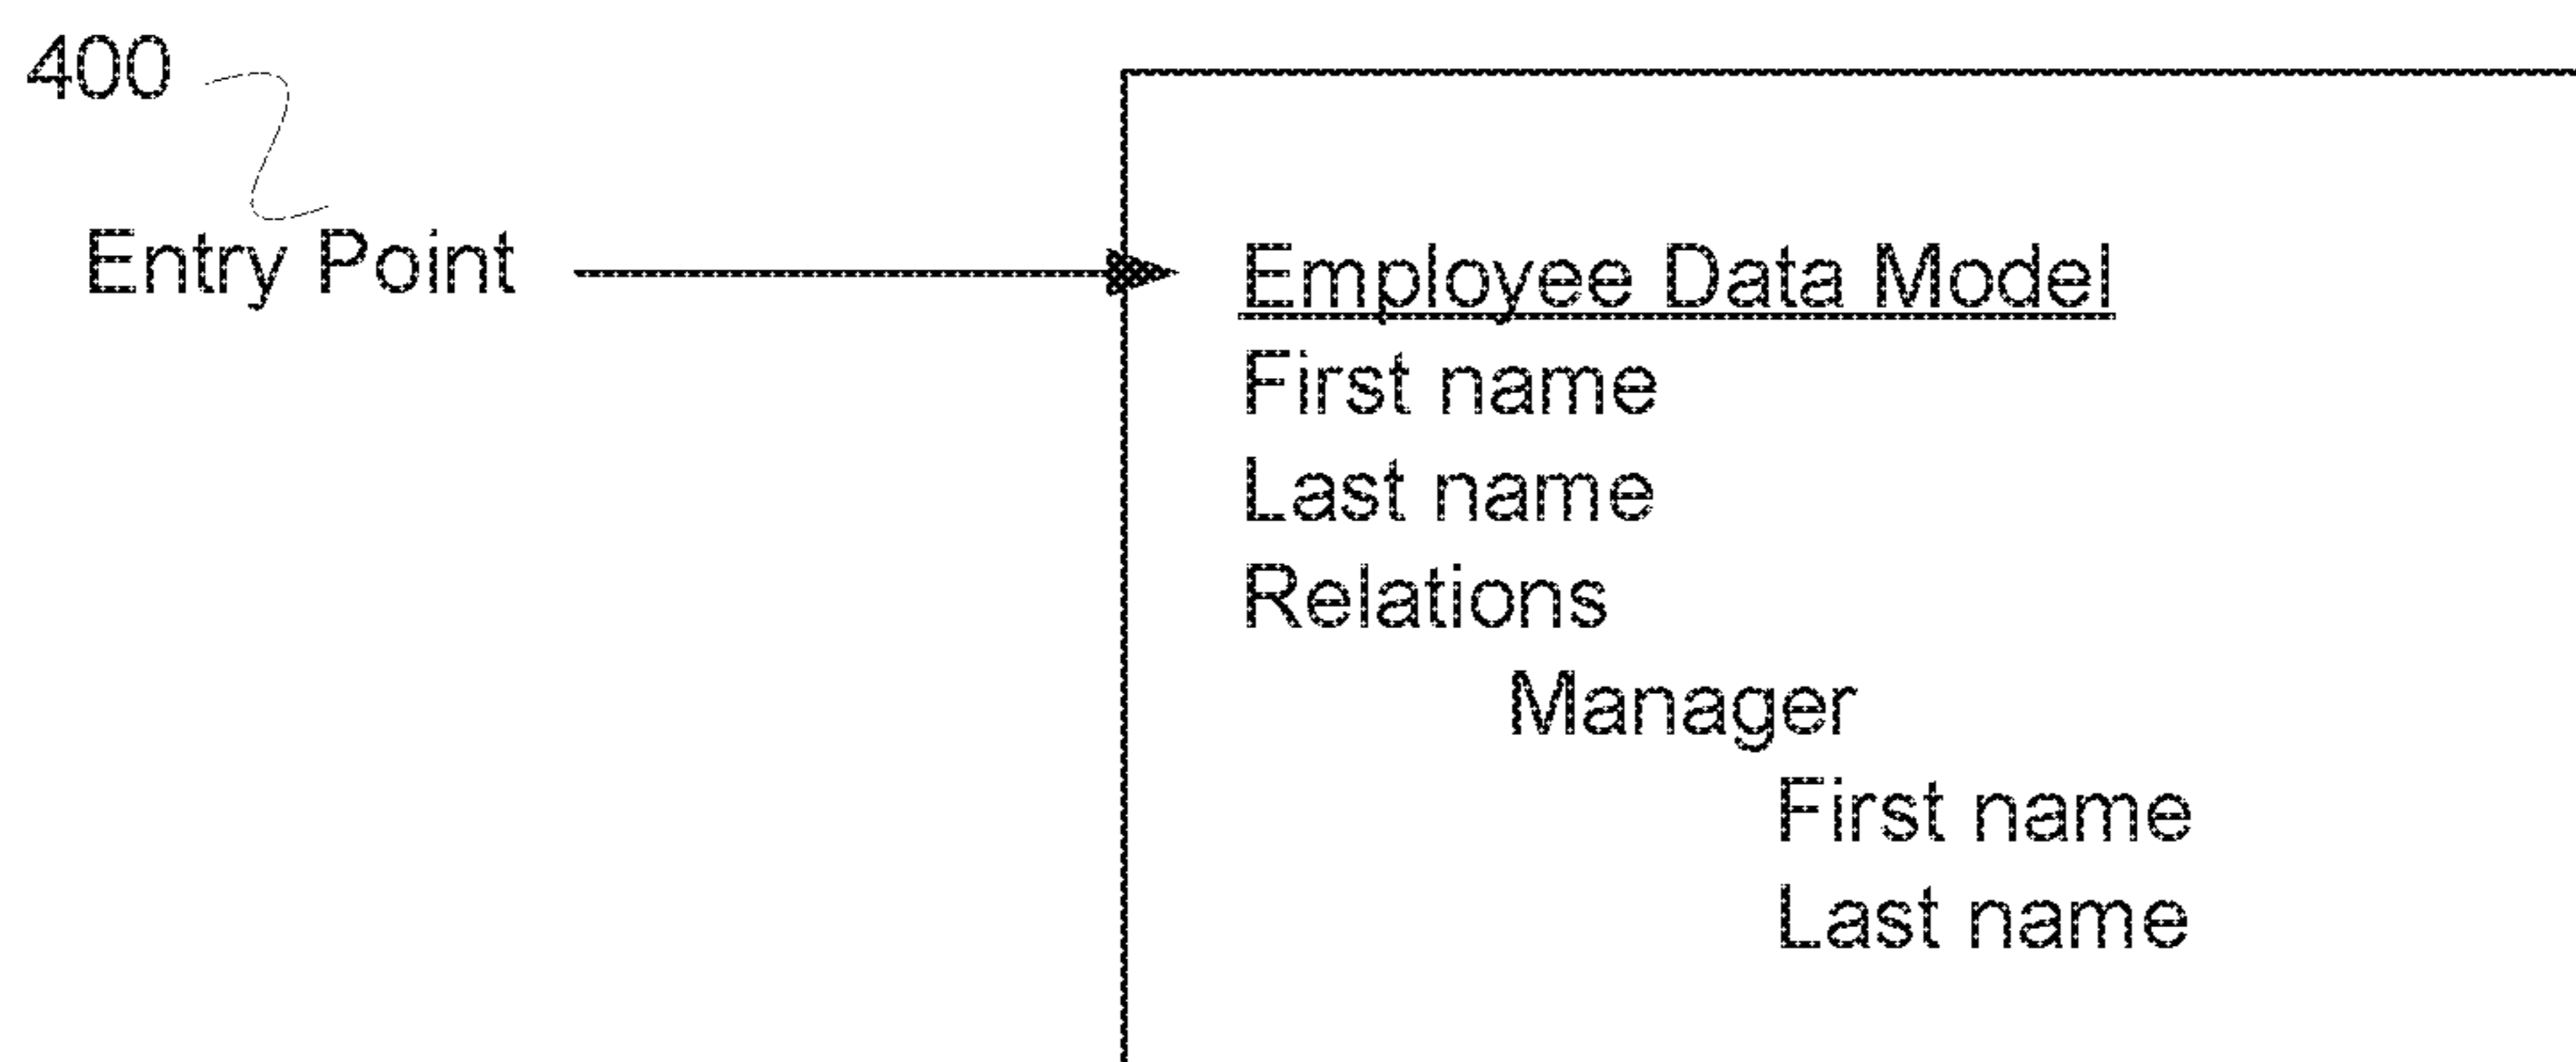 400
Entry Point
Employee Data Model
First name
Last name
Relations
Manager
First name
Last name